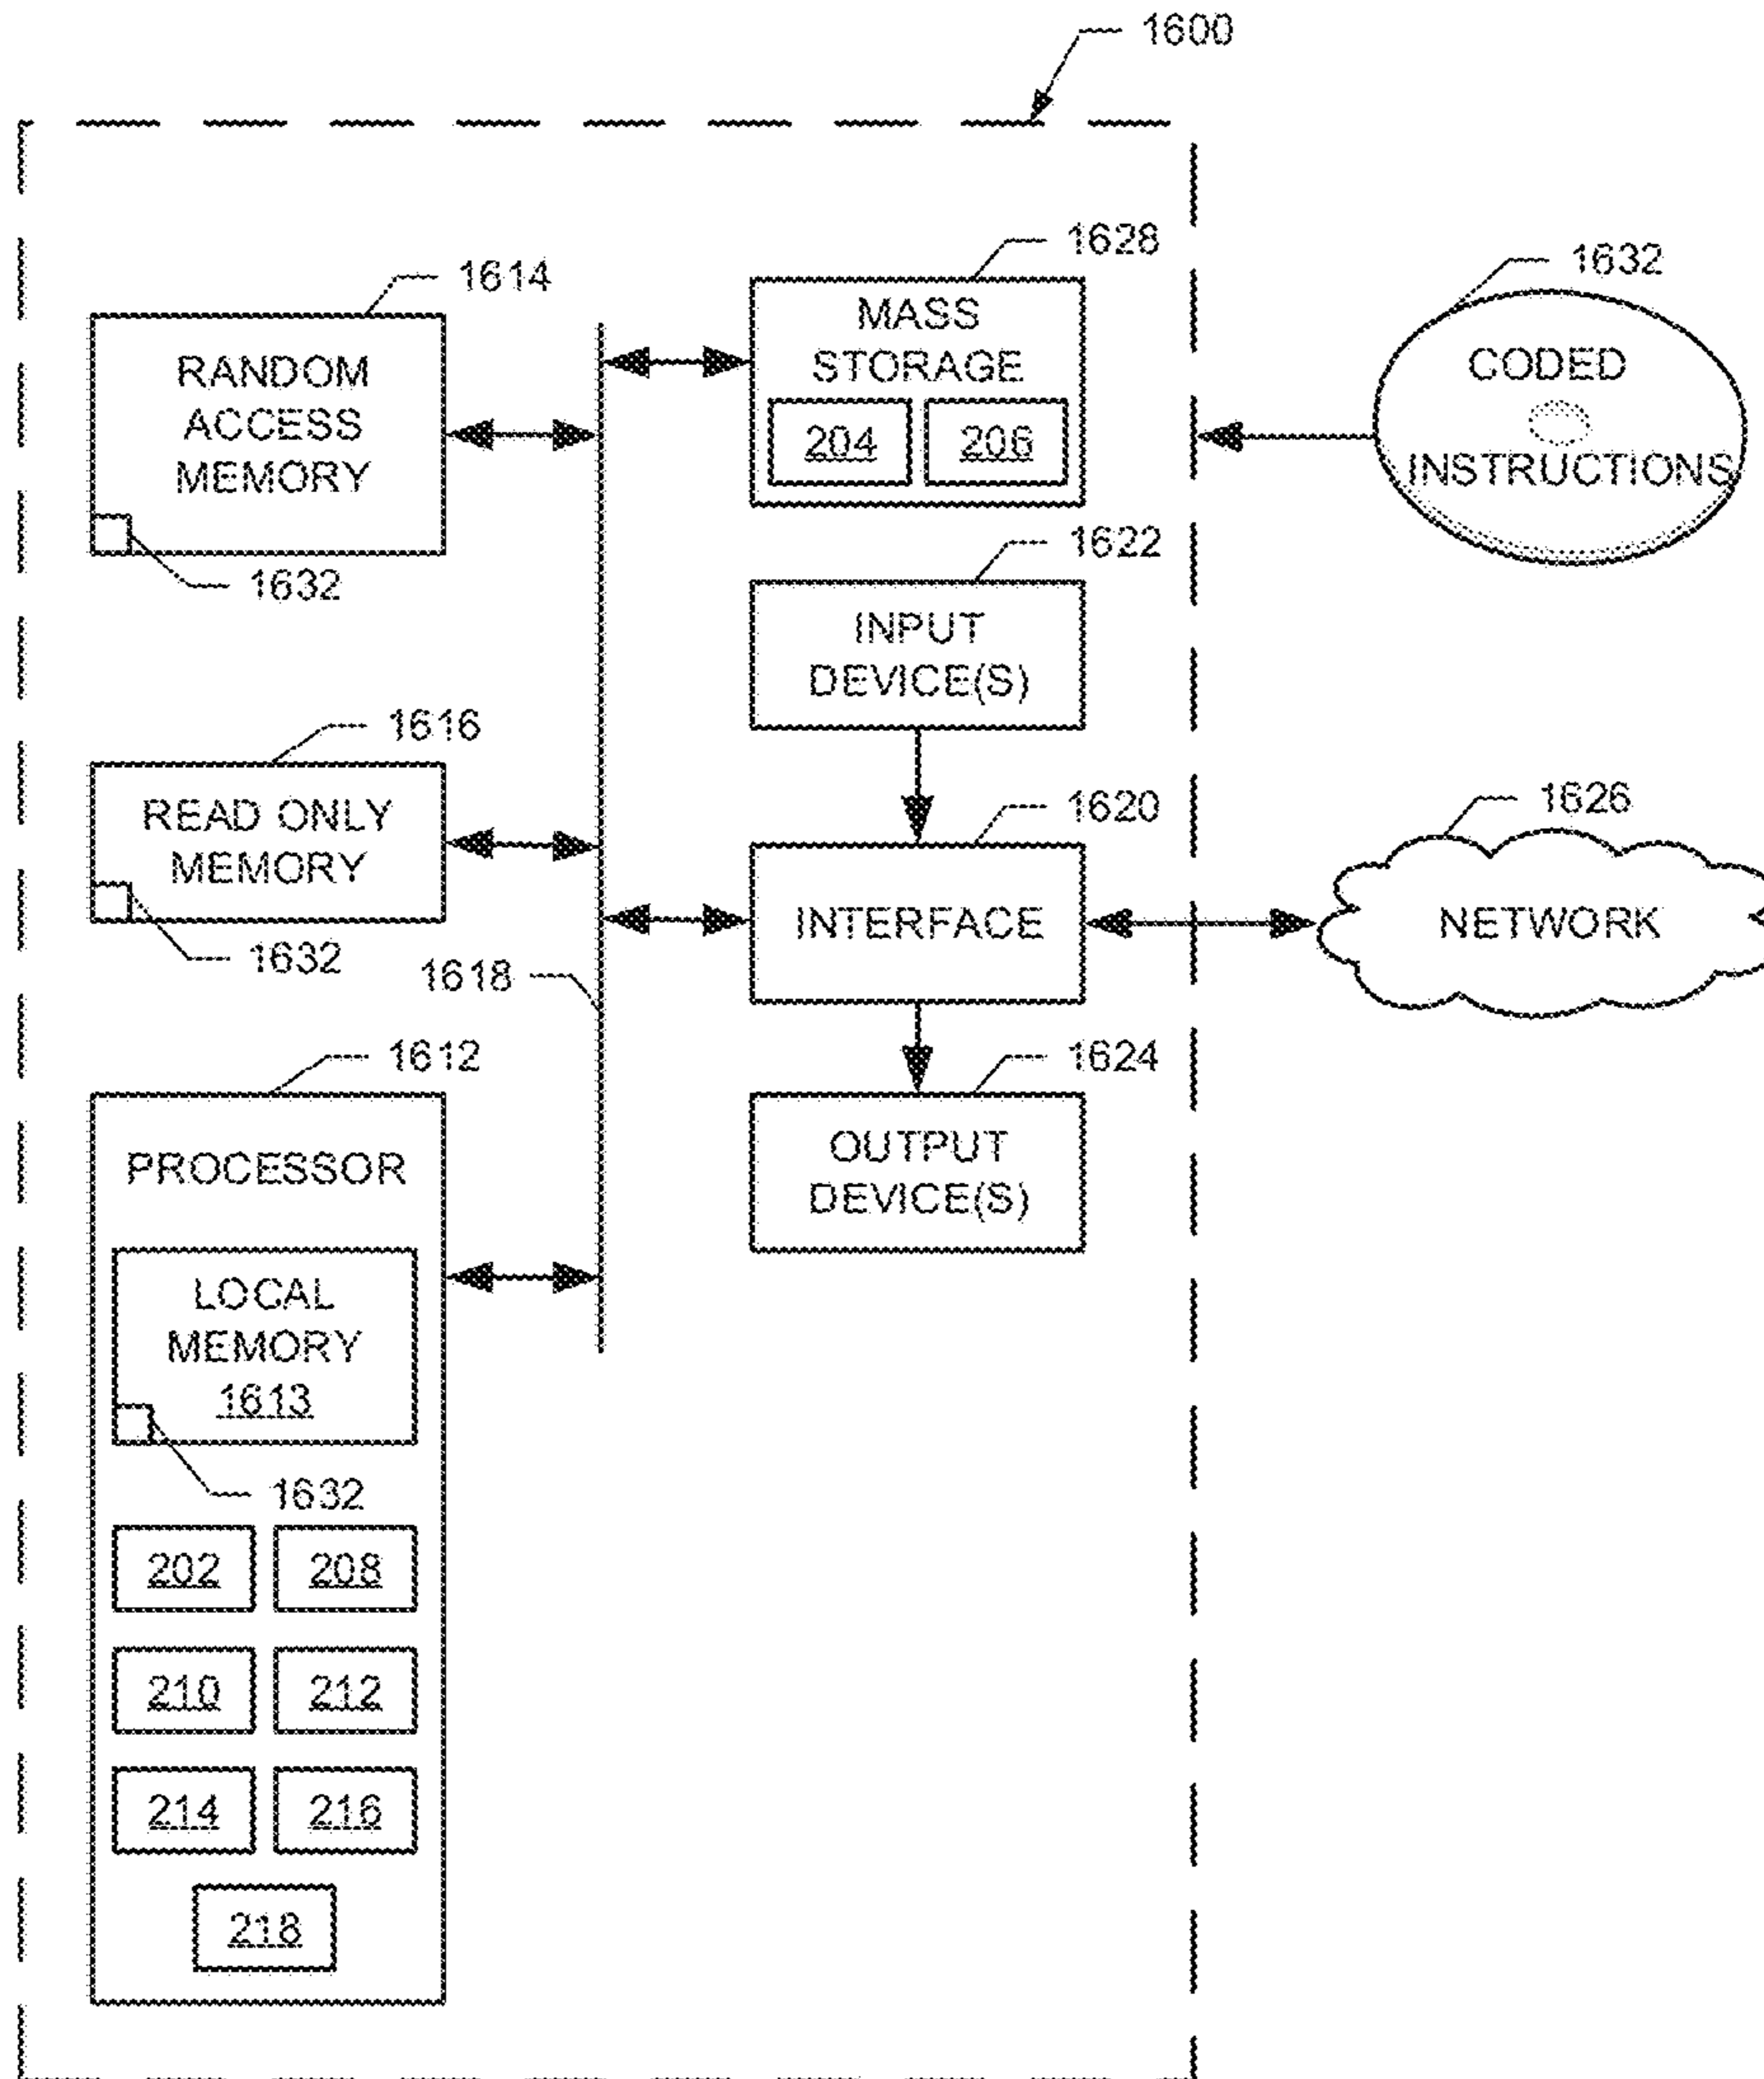 1600
1628
1632
1614
MASS
STORAGE
204 206
RANDOM
ACCESS
MEMORY
CODED
INSTRUCTIONS
1632
1622
INPUT
DEVICE(S)
1616
READ ONLY
MEMORY
1632
1620
INTERFACE
1626
NETWORK
1618
1612
PROCESSOR
1624
OUTPUT
DEVICE(S)
LOCAL
MEMORY
1613
1632
202 208
210 212
214 216
218